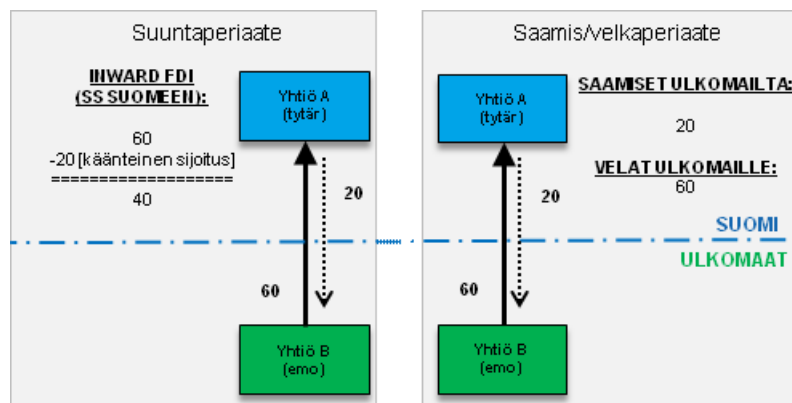 Suuntaperiaate
INWARD FDI
(SS SUOMEEN):
60
-20 [käänteinen sijoitus]
===================
40
Yhtiö A
(tytär)
20
60
Yhtiö B
(emo)
Saamis/velkaperiaate
Yhtiö A
(tytär)
SAAMISET ULKOMAILTA:
20
VELAT ULKOMAILLE:
60
20
SUOMI
ULKOMAAT
60
Yhtiö B
(emo)